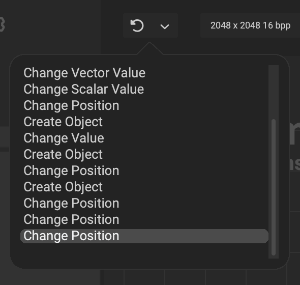 2048 x 2048 16 bpp
Change Vector Value
Change Scalar Value
Change Position
Create Object
Change Value
Create Object
Change Position
Create Object
Change Position
Change Position
Change Position